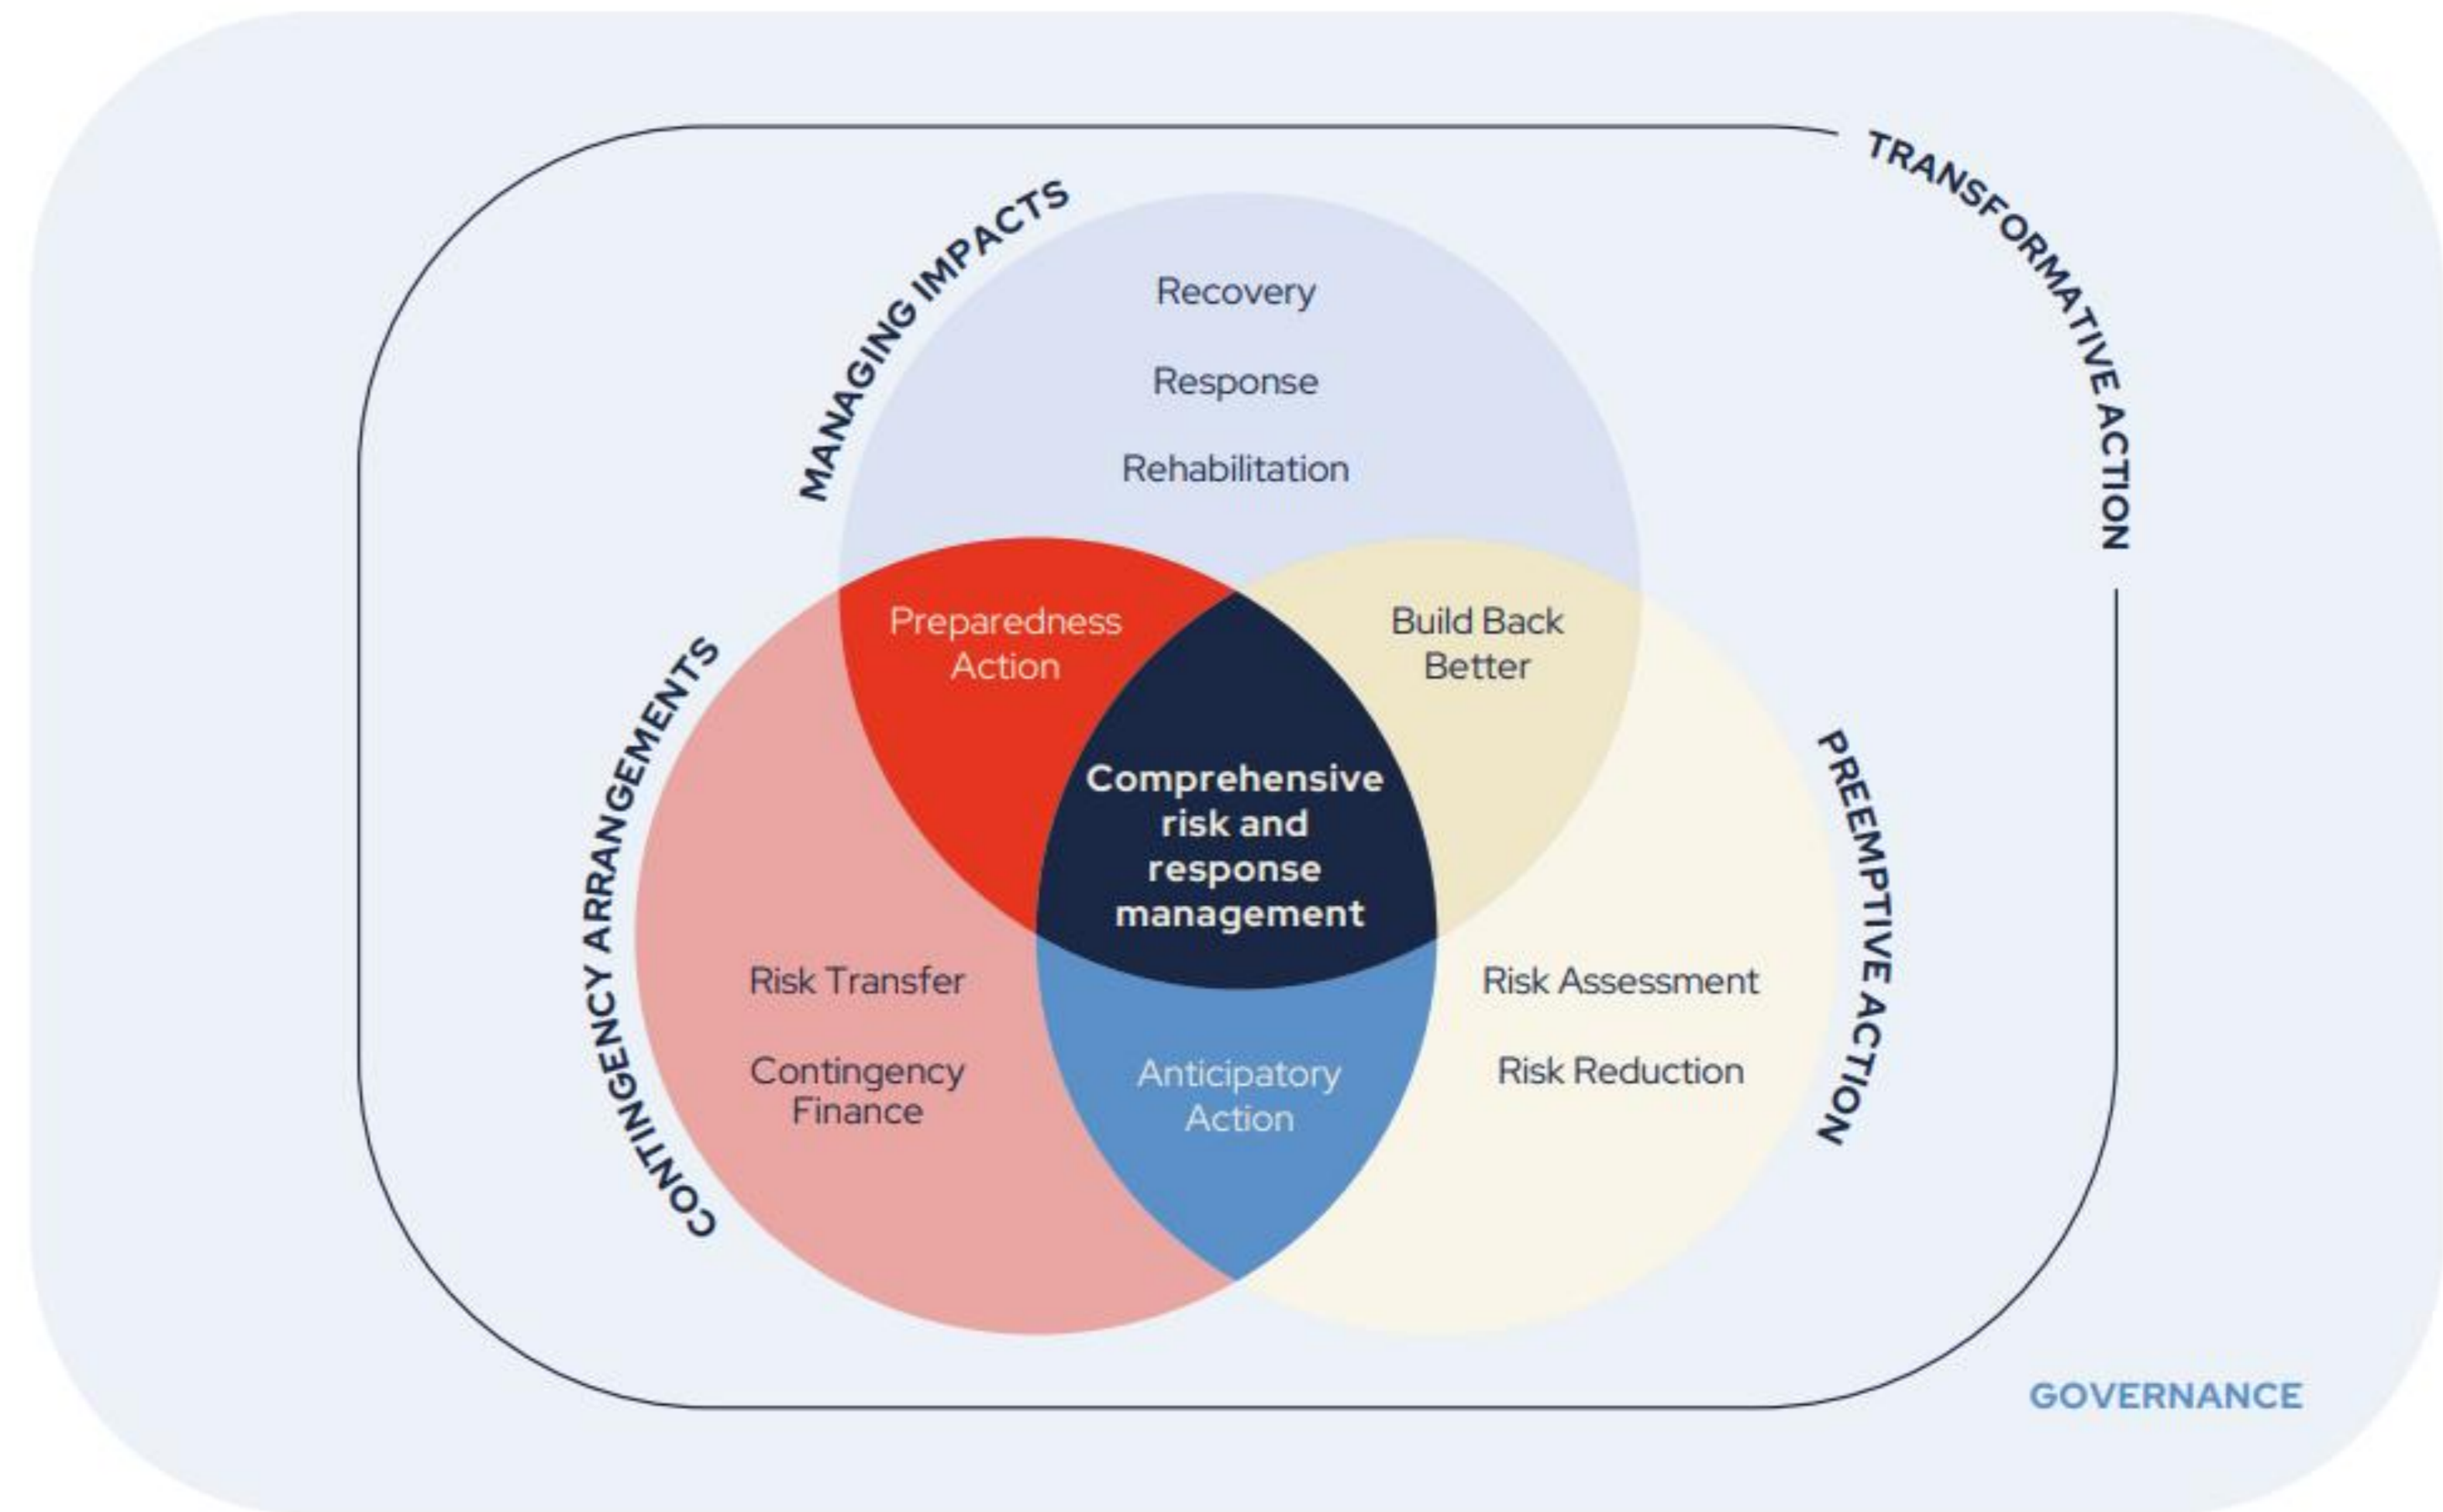 TRANSFORMATIVE ACTION
MANAGING IMPACTS
Recovery
Response
Rehabilitation
Preparedness
Action
Build Back
Better
CONTINGENCY ARRANGEMENTS
PREEMPTIVE ACTION
Comprehensive
risk and
response
management
Risk Transfer
Contingency
Finance
Anticipatory
Action
Risk Assessment
Risk Reduction
GOVERNANCE